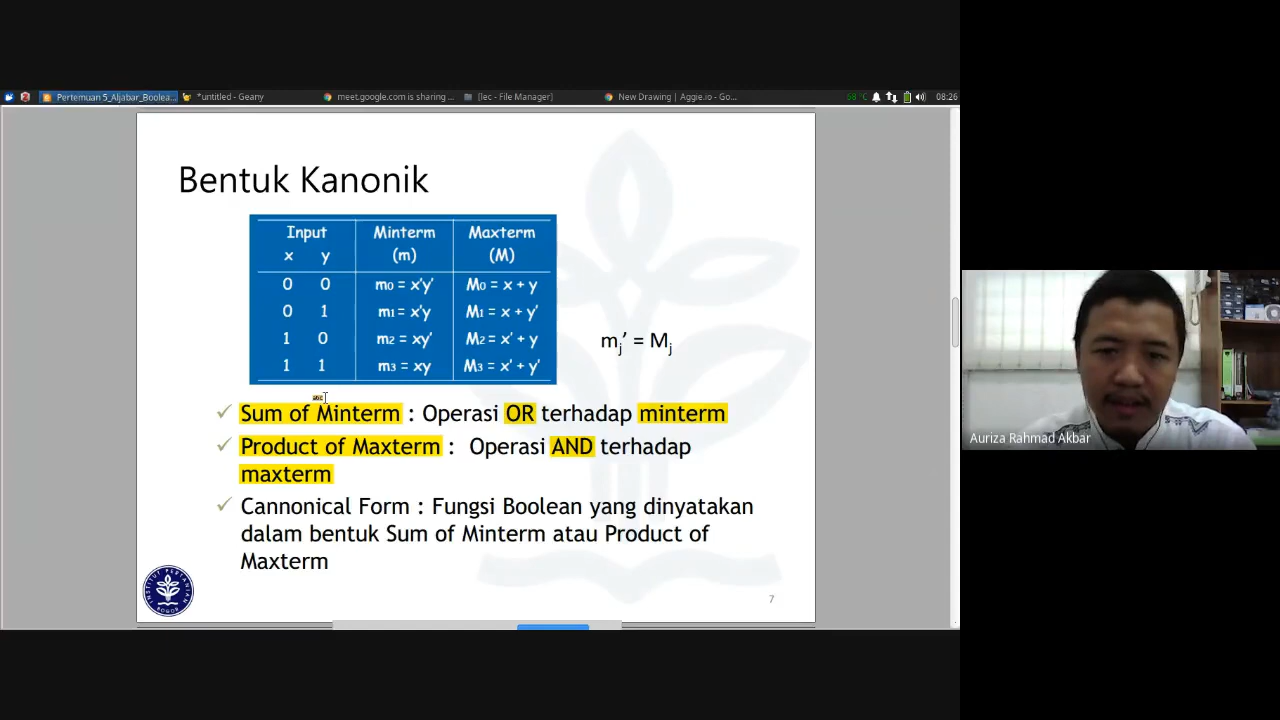 Pertemuan 5_Aljabar_Boolea... *untitled - Geany meet.google.com is sharing ... [lec - File Manager] New Drawing | Aggie.io - Go... 58 °C 08:26
Bentuk Kanonik
Input Minterm Maxterm
x y (m) (M)
0 0 m0 = x'y' M0 = x + y
0 1 m1 = x'y M1 = x + y'
1 0 m2 = xy' M2 = x' + y
1 1 m3 = xy M3 = x' + y'
mj’ = Mj
✓ Sum of Minterm : Operasi OR terhadap minterm
✓ Product of Maxterm : Operasi AND terhadap
maxterm
✓ Cannonical Form : Fungsi Boolean yang dinyatakan
dalam bentuk Sum of Minterm atau Product of
Maxterm
INSTITUT PERTANIAN BOGOR
7
Auriza Rahmad Akbar